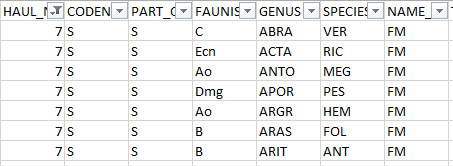 HAUL_N CODEN PART_C FAUNIS GENUS SPECIES NAME_
7 S S C ABRA VER FM
7 S S Ecn ACTA RIC FM
7 S S Ao ANTO MEG FM
7 S S Dmg APOR PES FM
7 S S Ao ARGR HEM FM
7 S S B ARAS FOL FM
7 S S B ARIT ANT FM